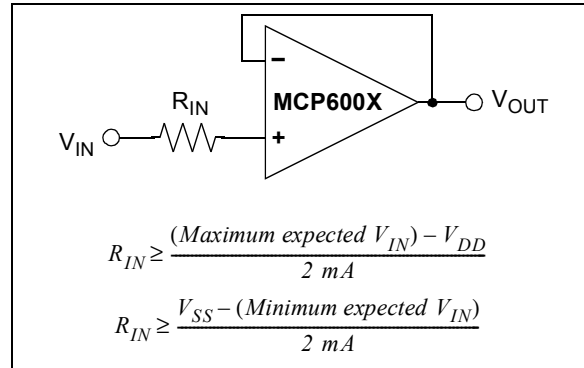 –
R_IN
MCP600X
V_IN
+
V_OUT
R_IN ≥ (Maximum expected V_IN) – V_DD / 2 mA
R_IN ≥ V_SS – (Minimum expected V_IN) / 2 mA